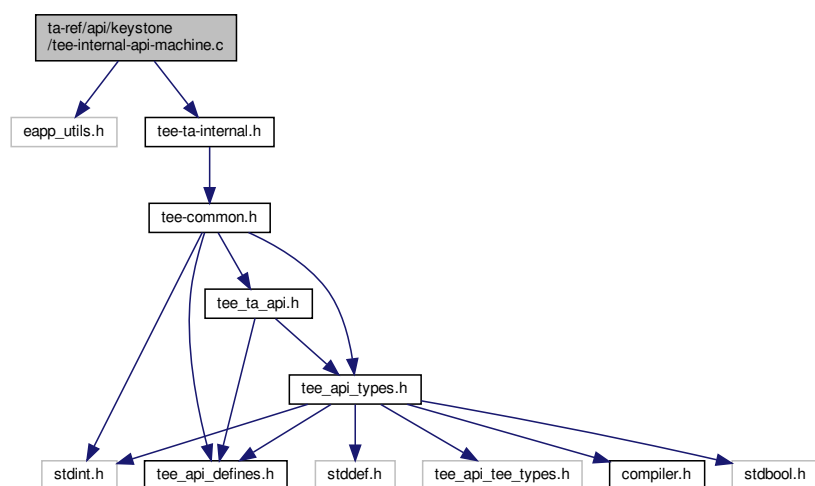 ta-ref/api/keystone
/tee-internal-api-machine.c
eapp_utils.h
tee-ta-internal.h
tee-common.h
tee_ta_api.h
tee_api_types.h
stdint.h
tee_api_defines.h
stddef.h
tee_api_tee_types.h
compiler.h
stdbool.h